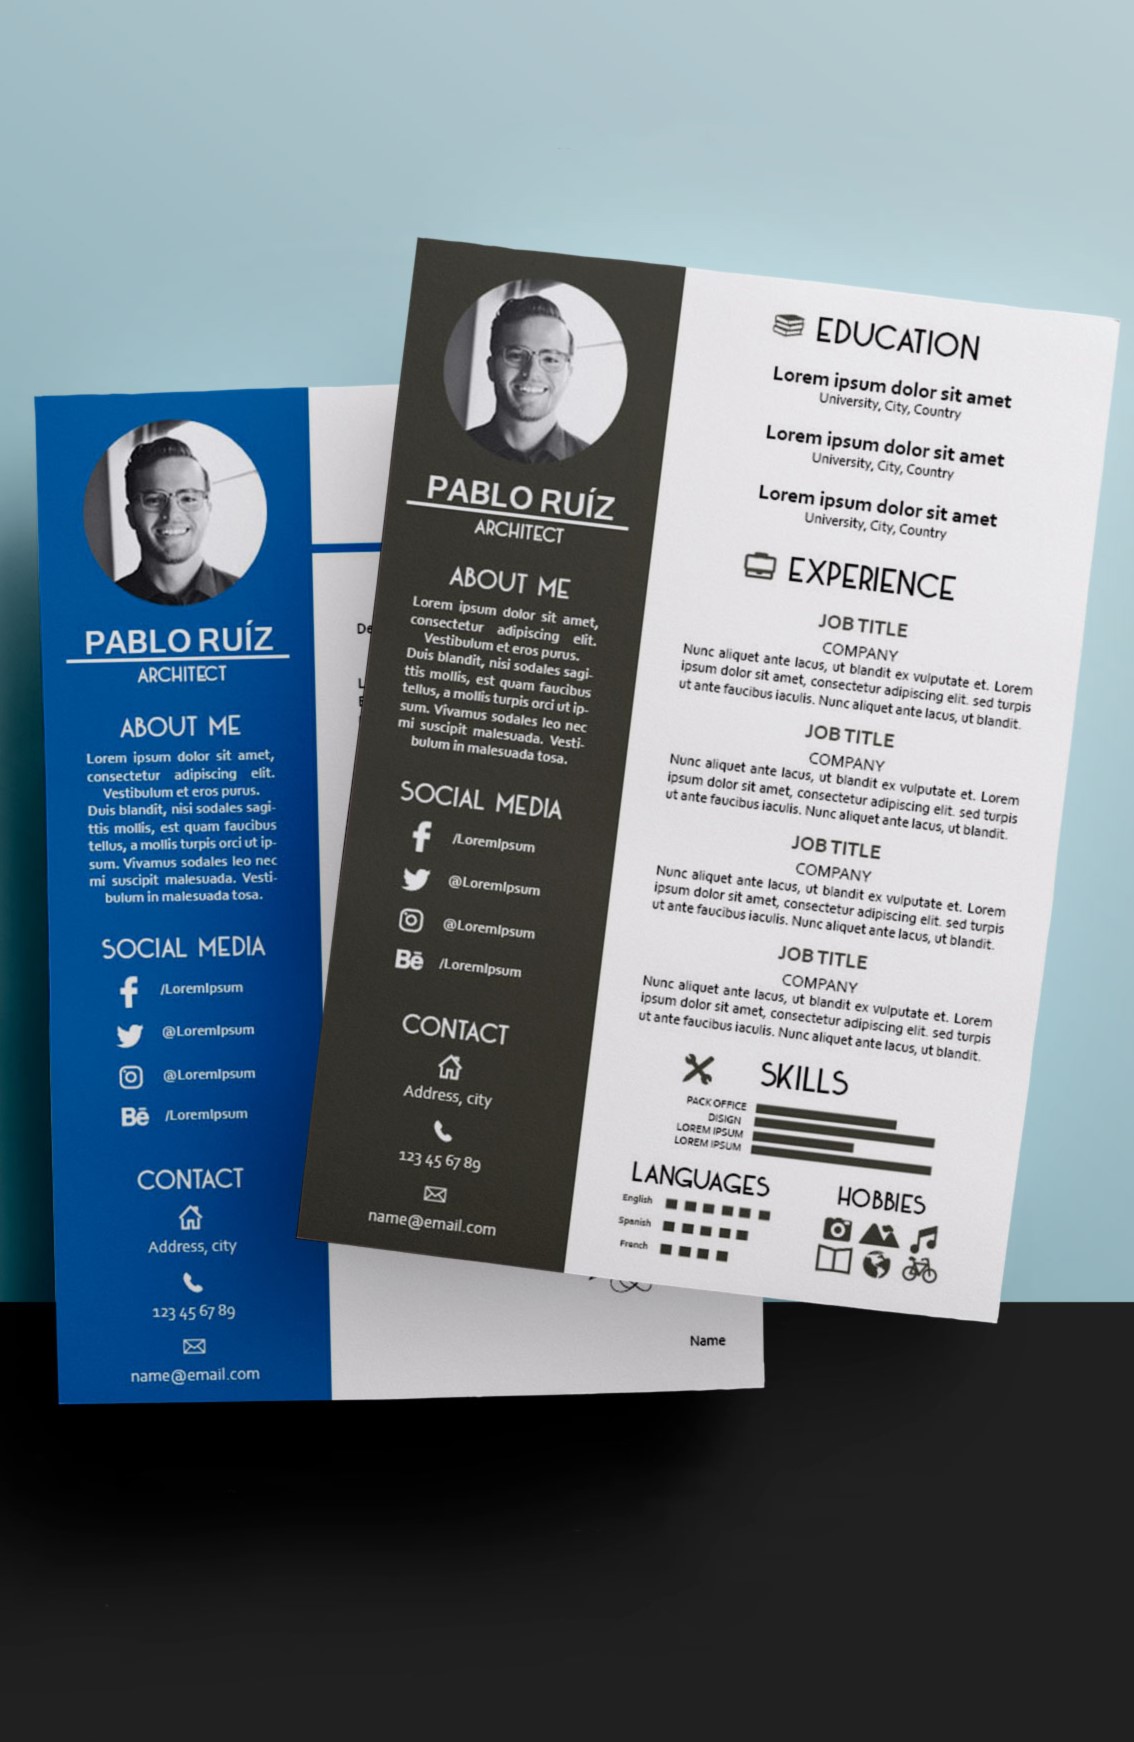 PABLO RUÍZ
ARCHITECT
ABOUT ME
Lorem ipsum dolor sit amet,
consectetur adipiscing elit.
Vestibulum et eros purus.
Duis blandit, nisi sodales sagi-
ttis mollis, est quam faucibus
tellus, a mollis turpis orci ut ip-
sum. Vivamus sodales leo nec
mi suscipit malesuada. Vesti-
bulum in malesuada tosa.
SOCIAL MEDIA
/LoremIpsum
@LoremIpsum
@LoremIpsum
Bē /LoremIpsum
CONTACT
Address, city
123 45 67 89
name@email.com
De
L
E
Name
PABLO RUÍZ
ARCHITECT
ABOUT ME
Lorem ipsum dolor sit amet,
consectetur adipiscing elit.
Vestibulum et eros purus.
Duis blandit, nisi sodales sagi-
ttis mollis, est quam faucibus
tellus, a mollis turpis orci ut ip-
sum. Vivamus sodales leo nec
mi suscipit malesuada. Vesti-
bulum in malesuada tosa.
SOCIAL MEDIA
/LoremIpsum
@LoremIpsum
@LoremIpsum
Bē /LoremIpsum
CONTACT
Address, city
123 45 67 89
name@email.com
EDUCATION
Lorem ipsum dolor sit amet
University, City, Country
Lorem ipsum dolor sit amet
University, City, Country
Lorem ipsum dolor sit amet
University, City, Country
EXPERIENCE
JOB TITLE
COMPANY
Nunc aliquet ante lacus, ut blandit ex vulputate et. Lorem
ipsum dolor sit amet, consectetur adipiscing elit. sed turpis
ut ante faucibus iaculis. Nunc aliquet ante lacus, ut blandit.
JOB TITLE
COMPANY
Nunc aliquet ante lacus, ut blandit ex vulputate et. Lorem
ipsum dolor sit amet, consectetur adipiscing elit. sed turpis
ut ante faucibus iaculis. Nunc aliquet ante lacus, ut blandit.
JOB TITLE
COMPANY
Nunc aliquet ante lacus, ut blandit ex vulputate et. Lorem
ipsum dolor sit amet, consectetur adipiscing elit. sed turpis
ut ante faucibus iaculis. Nunc aliquet ante lacus, ut blandit.
JOB TITLE
COMPANY
Nunc aliquet ante lacus, ut blandit ex vulputate et. Lorem
ipsum dolor sit amet, consectetur adipiscing elit. sed turpis
ut ante faucibus iaculis. Nunc aliquet ante lacus, ut blandit.
SKILLS
PACK OFFICE
DISIGN
LOREM IPSUM
LOREM IPSUM
LANGUAGES
English
Spanish
French
HOBBIES